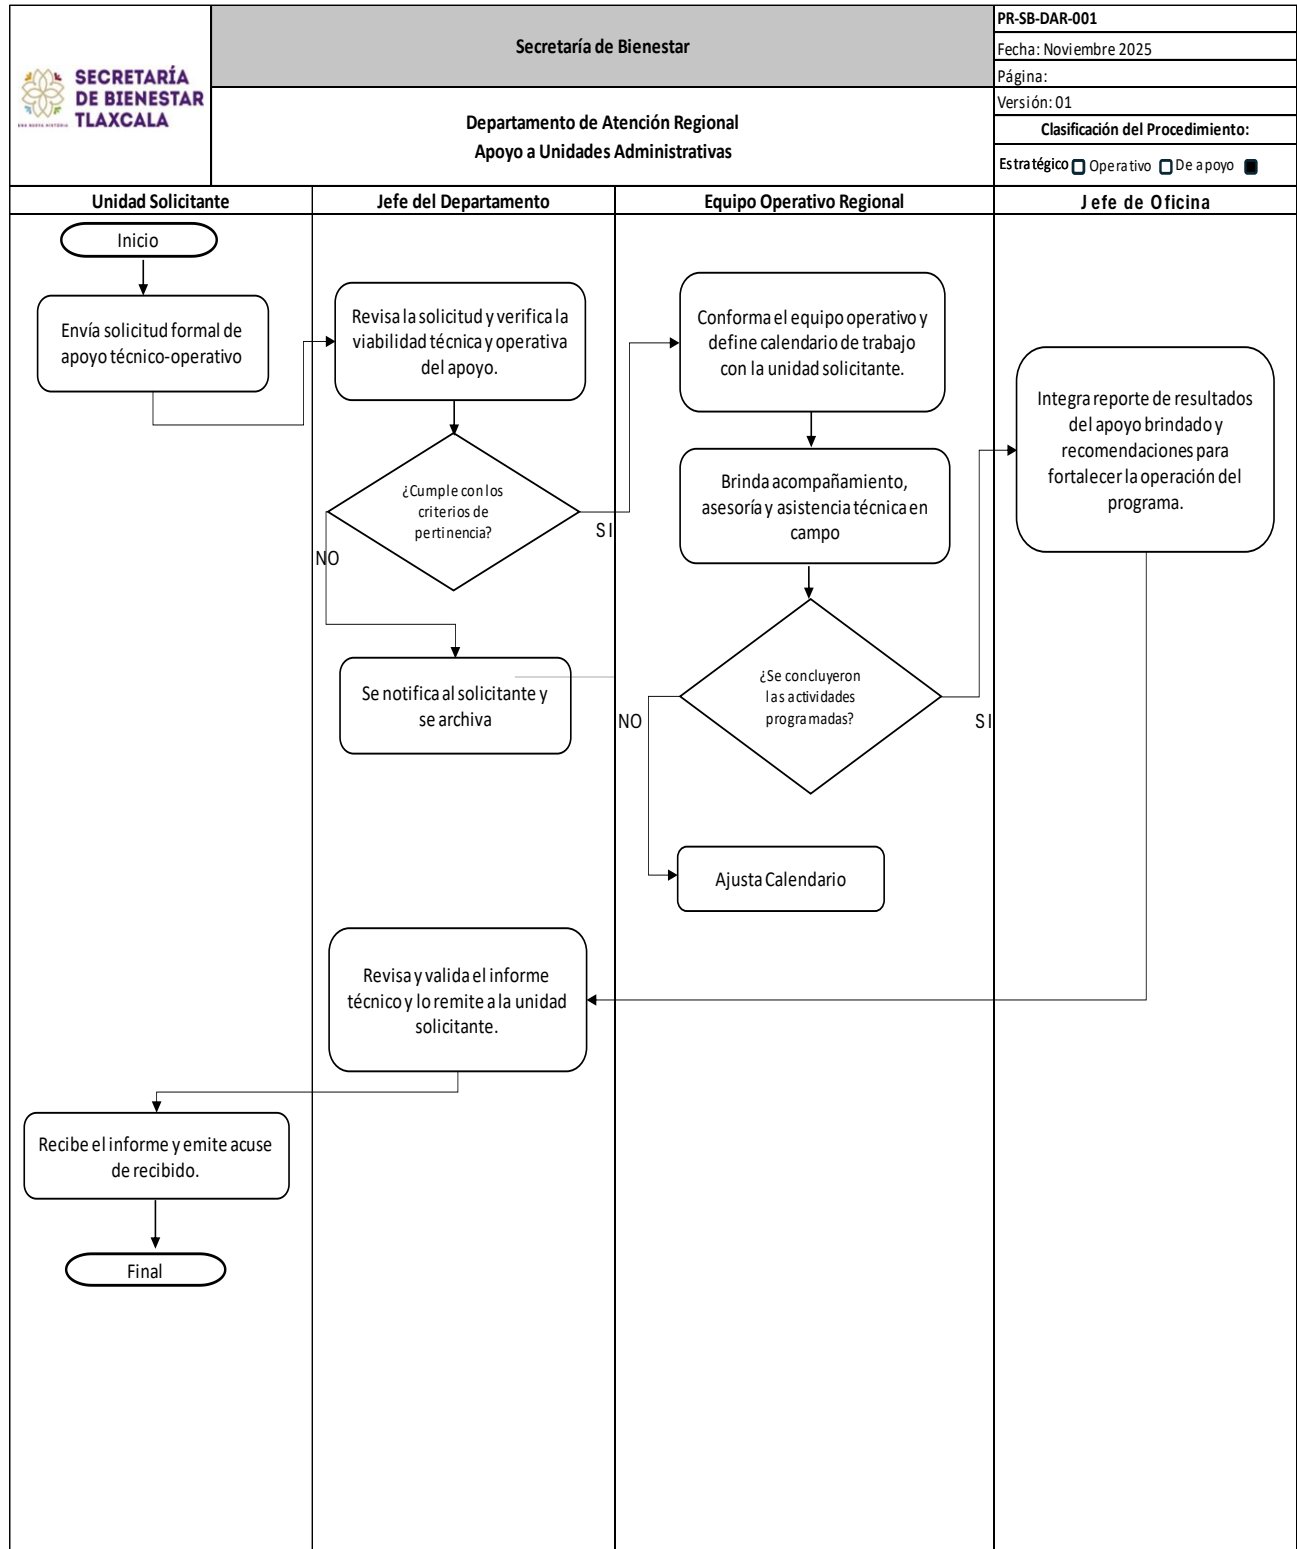 SECRETARÍA
DE BIENESTAR
TLAXCALA
UNA NUEVA HISTORIA
Secretaría de Bienestar
Departamento de Atención Regional
Apoyo a Unidades Administrativas
PR-SB-DAR-001
Fecha: Noviembre 2025
Página:
Versión: 01
Clasificación del Procedimiento:
Estratégico Operativo De apoyo
Unidad Solicitante
Jefe del Departamento
Equipo Operativo Regional
Jefe de Oficina
Inicio
Envía solicitud formal de
apoyo técnico-operativo
Revisa la solicitud y verifica la
viabilidad técnica y operativa
del apoyo.
¿Cumple con los
criterios de
pertinencia?
SI
NO
Se notifica al solicitante y
se archiva
Conforma el equipo operativo y
define calendario de trabajo
con la unidad solicitante.
Brinda acompañamiento,
asesoría y asistencia técnica en
campo
¿Se concluyeron
las actividades
programadas?
NO
SI
Ajusta Calendario
Integra reporte de resultados
del apoyo brindado y
recomendaciones para
fortalecer la operación del
programa.
Revisa y valida el informe
técnico y lo remite a la unidad
solicitante.
Recibe el informe y emite acuse
de recibido.
Final